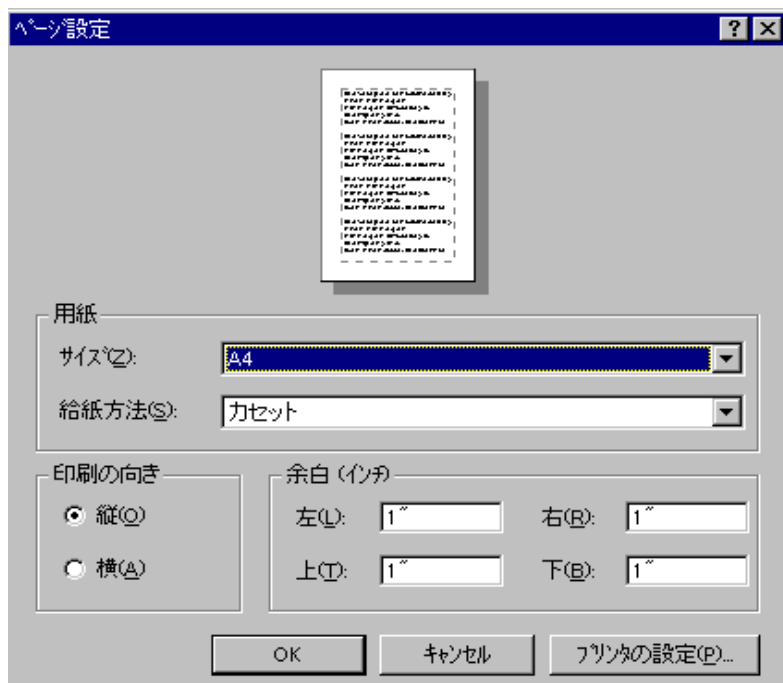 ﾍﾟｰｼﾞ設定
用紙
ｻｲｽﾞ(Z): A4
給紙方法(S): カセット
印刷の向き
縦(O)
横(A)
余白 (ｲﾝﾁ)
左(L): 1" 右(R): 1"
上(T): 1" 下(B): 1"
OK ｷｬﾝｾﾙ ﾌﾟﾘﾝﾀの設定(P)...